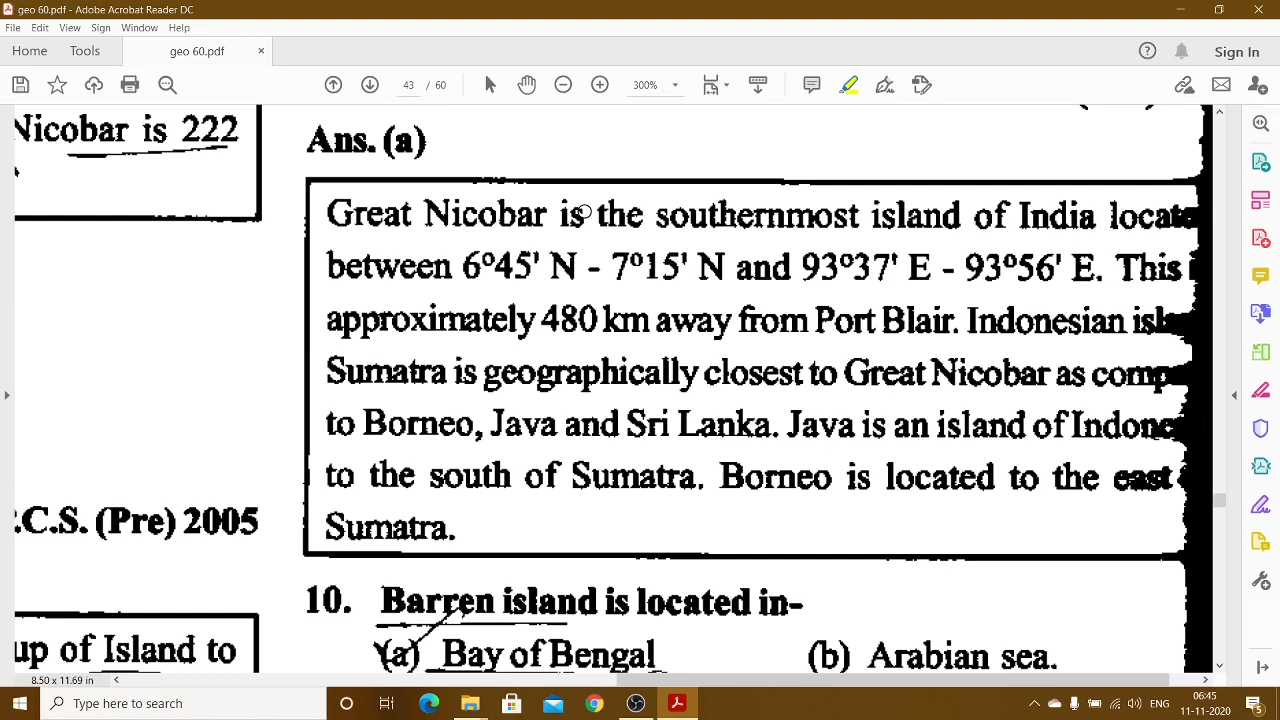 geo 60.pdf - Adobe Acrobat Reader DC
File Edit View Sign Window Help
Home Tools geo 60.pdf × Sign In
43 / 60 300%
Nicobar is 222
Ans. (a)
Great Nicobar is the southernmost island of India
between 6°45' N - 7°15' N and 93°37' E - 93°56' E. This
approximately 480 km away from Port Blair. Indonesian
Sumatra is geographically closest to Great Nicobar as
to Borneo, Java and Sri Lanka. Java is an island of
to the south of Sumatra. Borneo is located to the east
Sumatra.
.C.S. (Pre) 2005
10. Barren island is located in-
up of Island to
(a) Bay of Bengal (b) Arabian sea.
8.50 x 11.69 in
Type here to search
06:45
11-11-2020
5